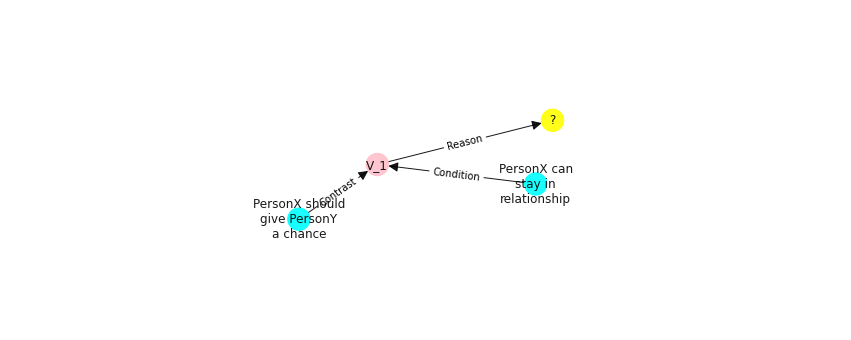 ?
Reason
V_1
PersonX can
stay in
relationship
Condition
Contrast
PersonX should
give PersonY
a chance